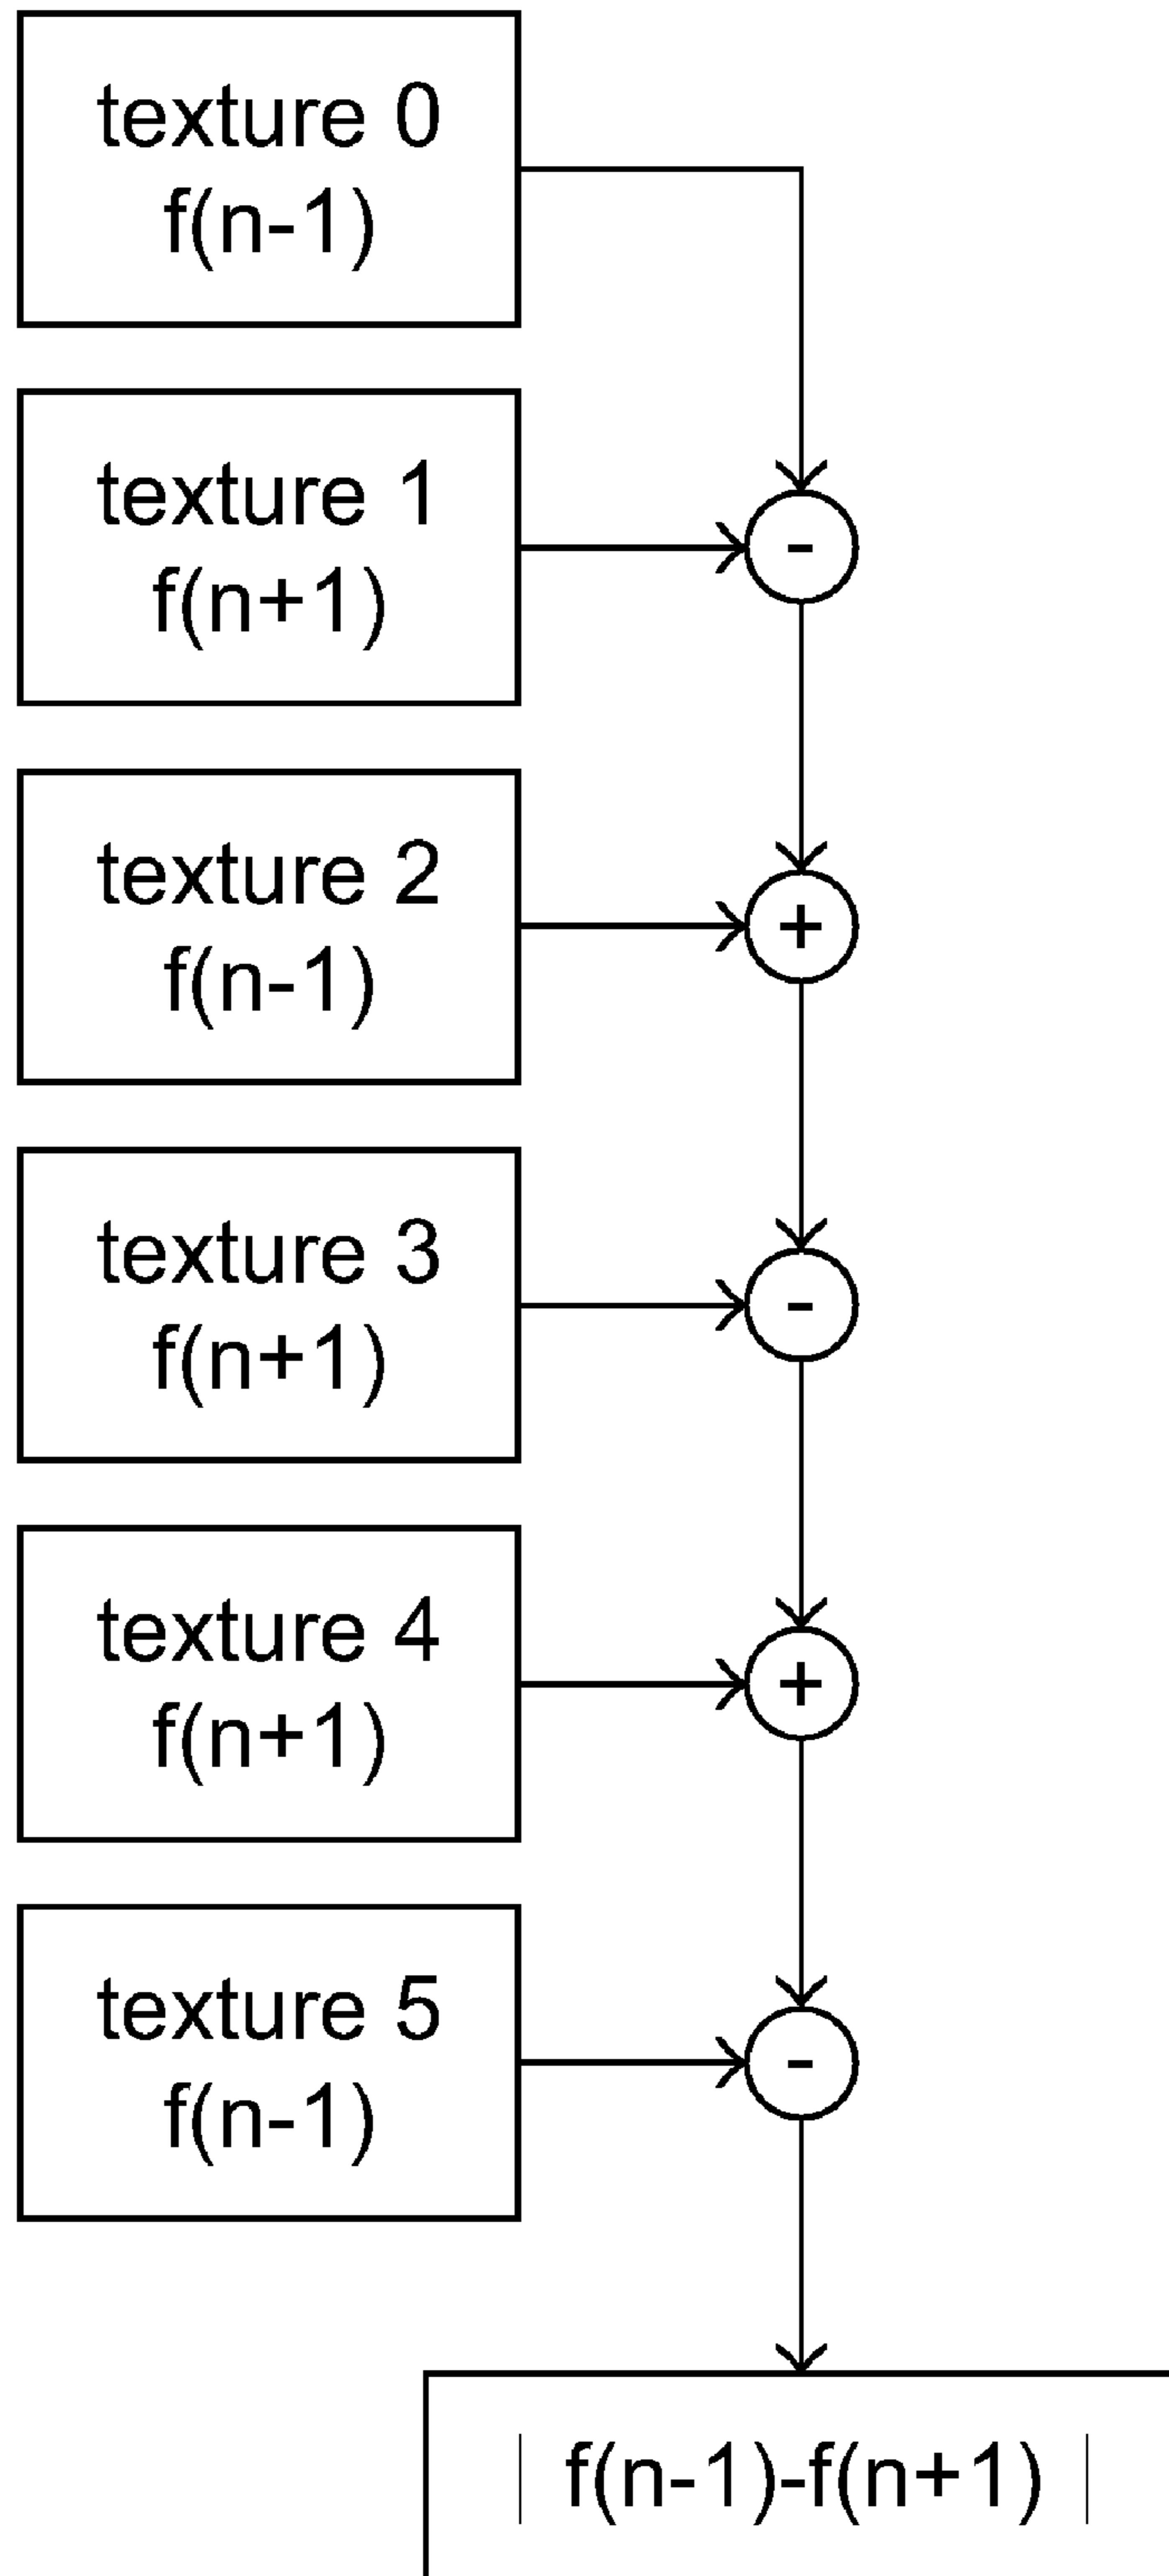 texture 0
f(n-1)
texture 1
f(n+1)
-
texture 2
f(n-1)
+
texture 3
f(n+1)
-
texture 4
f(n+1)
+
texture 5
f(n-1)
-
| f(n-1)-f(n+1) |